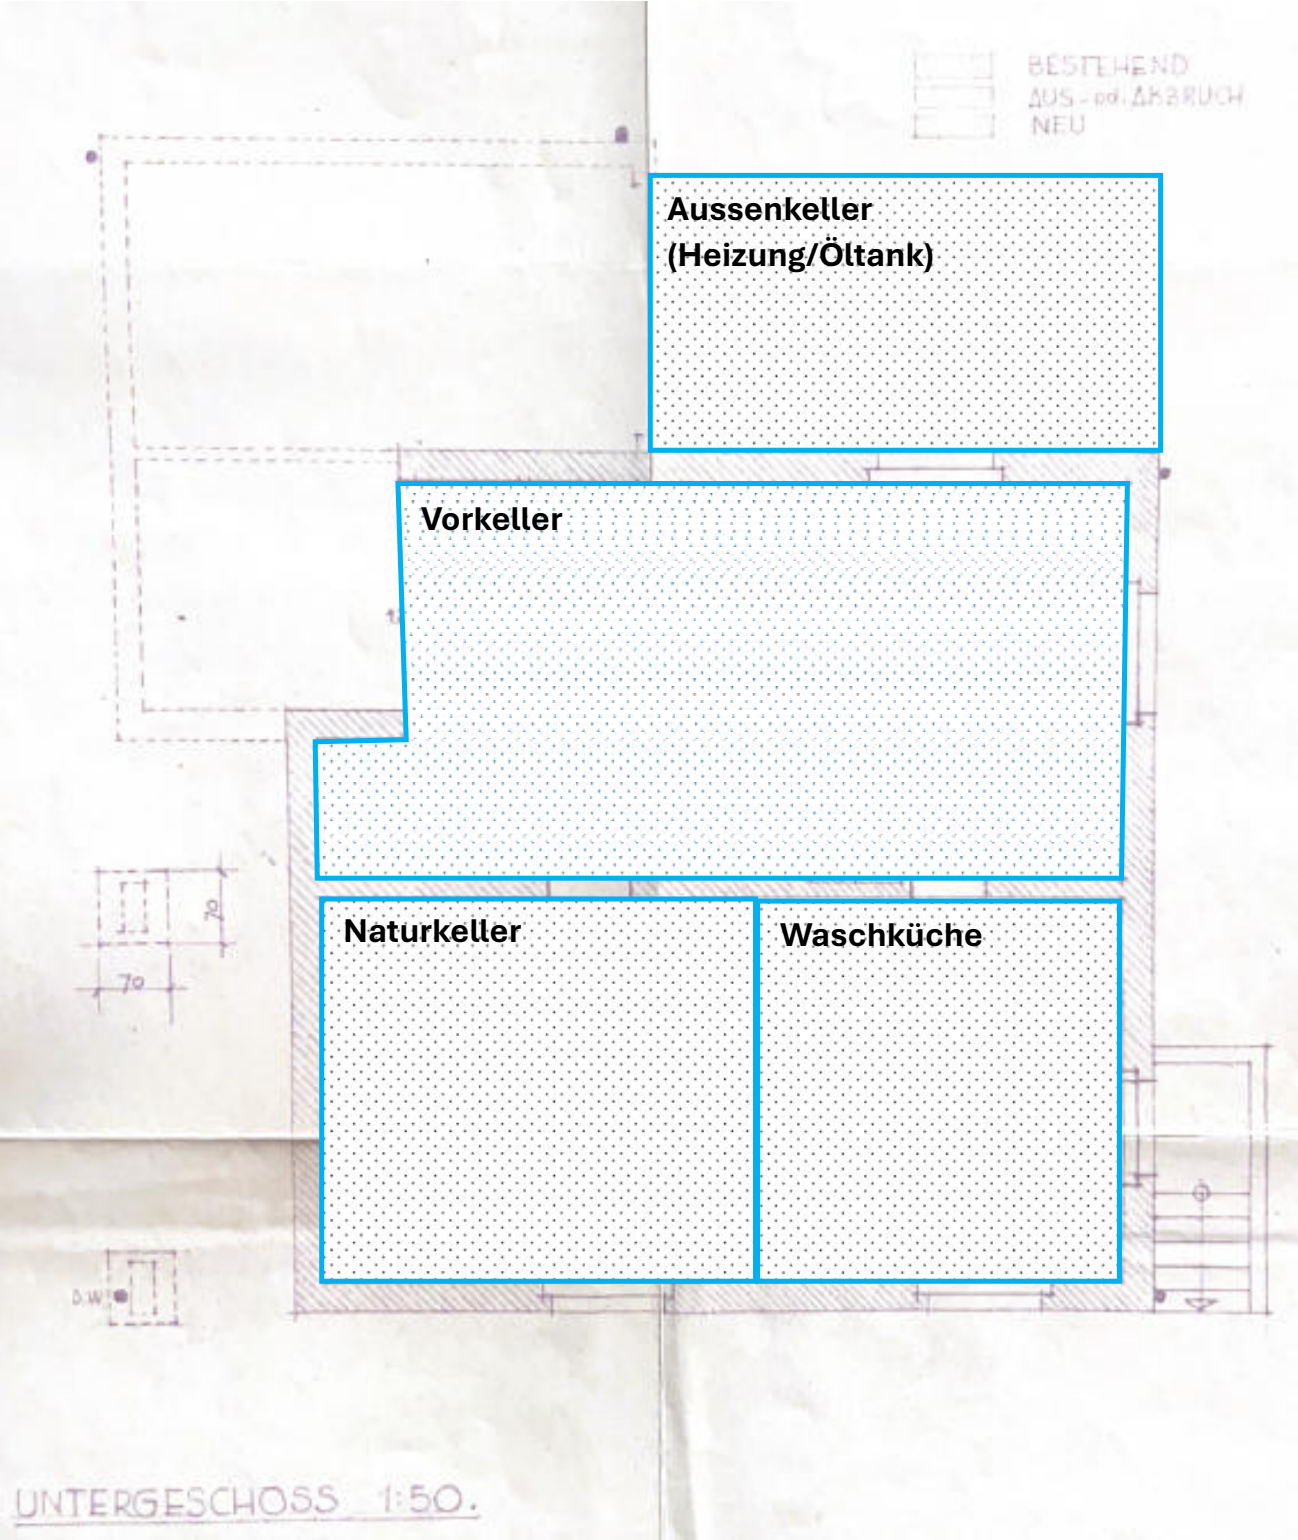 BESTEHEND
AUS- od. ABBRUCH
NEU
Aussenkeller
(Heizung/Öltank)
Vorkeller
Naturkeller
Waschküche
70
70
D.W
UNTERGESCHOSS 1:50.